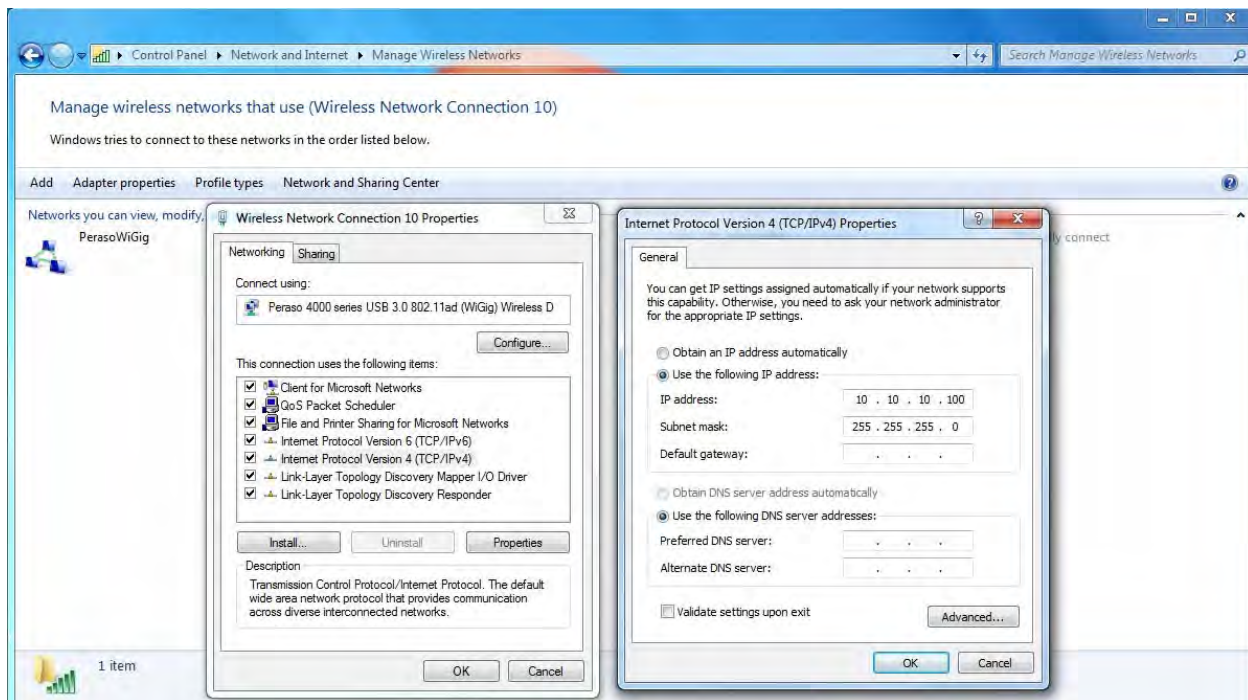 Control Panel ▸ Network and Internet ▸ Manage Wireless Networks
Search Manage Wireless Networks
Manage wireless networks that use (Wireless Network Connection 10)
Windows tries to connect to these networks in the order listed below.
Add Adapter properties Profile types Network and Sharing Center
Networks you can view, modify,
PerasoWiGig
ly connect
1 item
Wireless Network Connection 10 Properties
Networking Sharing
Connect using:
Peraso 4000 series USB 3.0 802.11ad (WiGig) Wireless D
Configure...
This connection uses the following items:
Client for Microsoft Networks
QoS Packet Scheduler
File and Printer Sharing for Microsoft Networks
Internet Protocol Version 6 (TCP/IPv6)
Internet Protocol Version 4 (TCP/IPv4)
Link-Layer Topology Discovery Mapper I/O Driver
Link-Layer Topology Discovery Responder
Install... Uninstall Properties
Description
Transmission Control Protocol/Internet Protocol. The default
wide area network protocol that provides communication
across diverse interconnected networks.
OK Cancel
Internet Protocol Version 4 (TCP/IPv4) Properties
General
You can get IP settings assigned automatically if your network supports
this capability. Otherwise, you need to ask your network administrator
for the appropriate IP settings.
Obtain an IP address automatically
Use the following IP address:
IP address: 10 . 10 . 10 . 100
Subnet mask: 255 . 255 . 255 . 0
Default gateway: . . .
Obtain DNS server address automatically
Use the following DNS server addresses:
Preferred DNS server: . . .
Alternate DNS server: . . .
Validate settings upon exit
Advanced...
OK Cancel